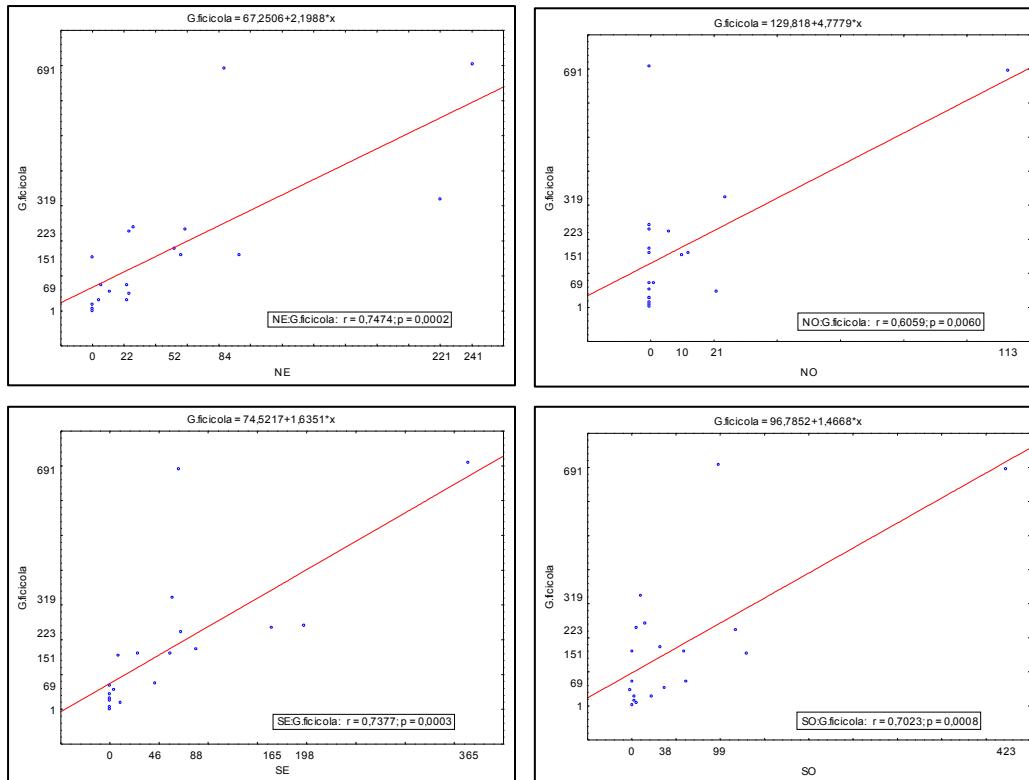 G.ficicola = 67,2506+2,1988*x
691
319
223
151
69
1
G.ficicola
NE:G.ficicola: r = 0,7474; p = 0,0002
0 22 52 84 221 241
NE
G.ficicola = 129,818+4,7779*x
691
319
223
151
69
1
G.ficicola
NO:G.ficicola: r = 0,6059; p = 0,0060
0 10 21 113
NO
G.ficicola = 74,5217+1,6351*x
691
319
223
151
69
1
G.ficicola
SE:G.ficicola: r = 0,7377; p = 0,0003
0 46 88 165 198 365
SE
G.ficicola = 96,7852+1,4668*x
691
319
223
151
69
1
G.ficicola
SO:G.ficicola: r = 0,7023; p = 0,0008
0 38 99 423
SO